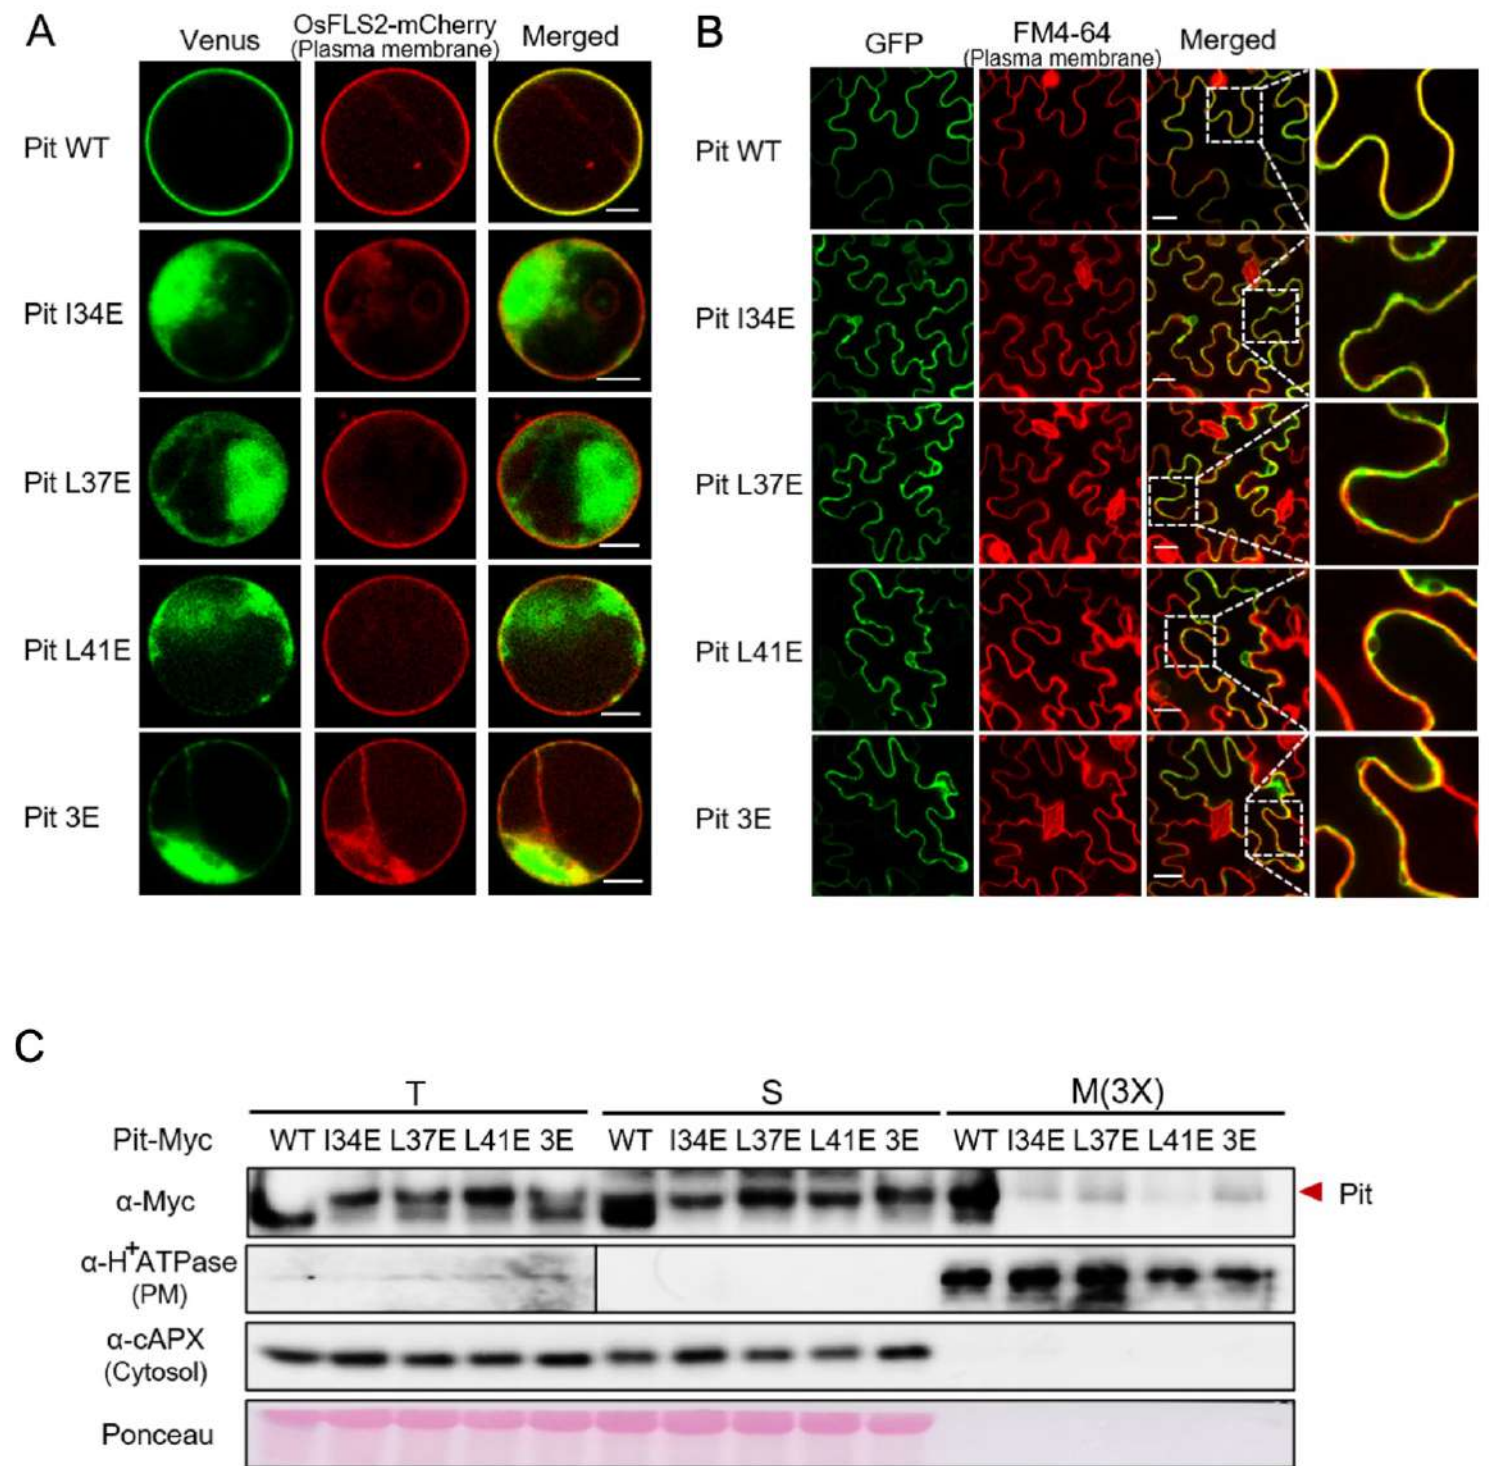 A
Venus
OsFLS2-mCherry
(Plasma membrane)
Merged
Pit WT
Pit I34E
Pit L37E
Pit L41E
Pit 3E
B
GFP
FM4-64
(Plasma membrane)
Merged
Pit WT
Pit I34E
Pit L37E
Pit L41E
Pit 3E
C
T S M(3X)
Pit-Myc WT I34E L37E L41E 3E WT I34E L37E L41E 3E WT I34E L37E L41E 3E
α-Myc
Pit
α-H+ATPase
(PM)
α-cAPX
(Cytosol)
Ponceau